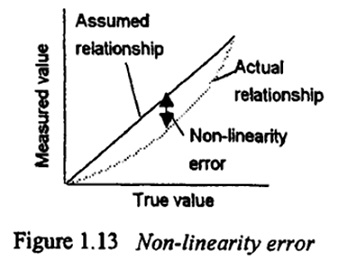 Assumed
relationship
Measured value
Actual
relationship
Non-linearity
error
True value
Figure 1.13 Non-linearity error